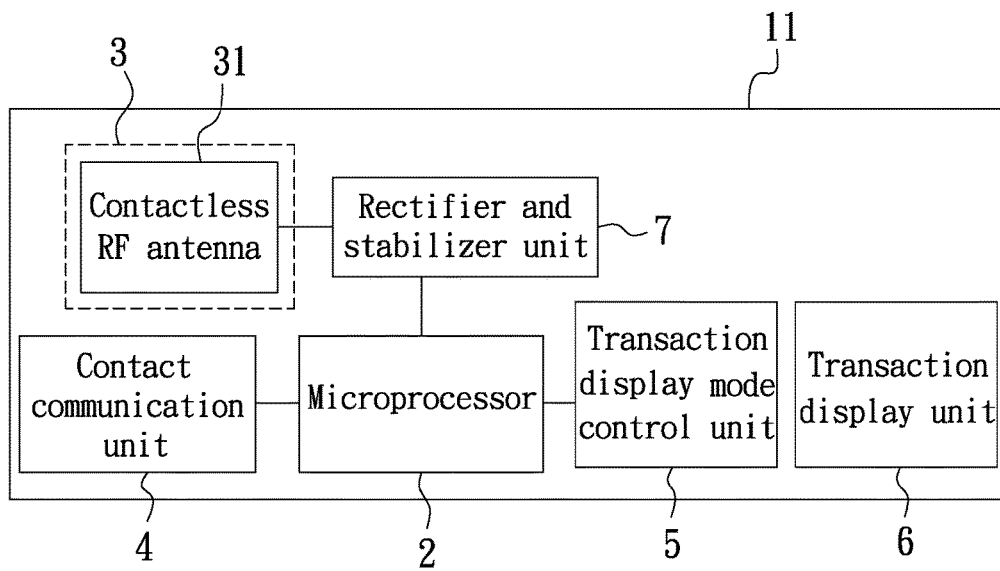 11
3
31
Contactless
RF antenna
Rectifier and
stabilizer unit
7
Contact
communication
unit
Microprocessor
Transaction
display mode
control unit
Transaction
display unit
4
2
5
6